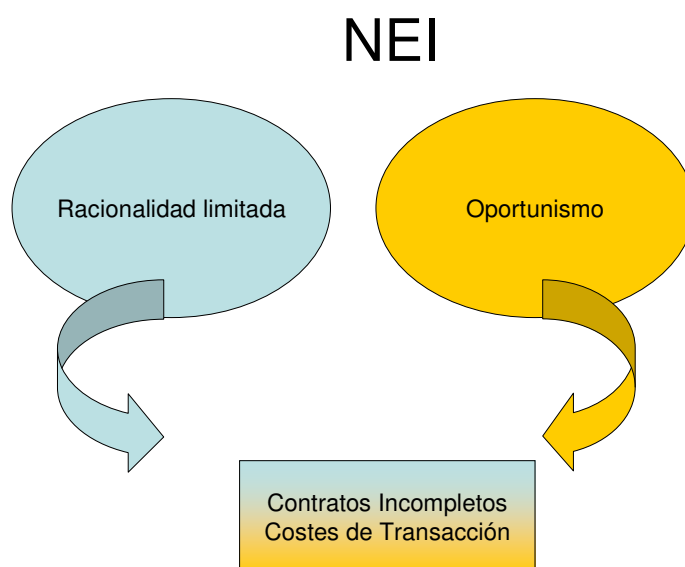 NEI
Racionalidad limitada
Oportunismo
Contratos Incompletos
Costes de Transacción